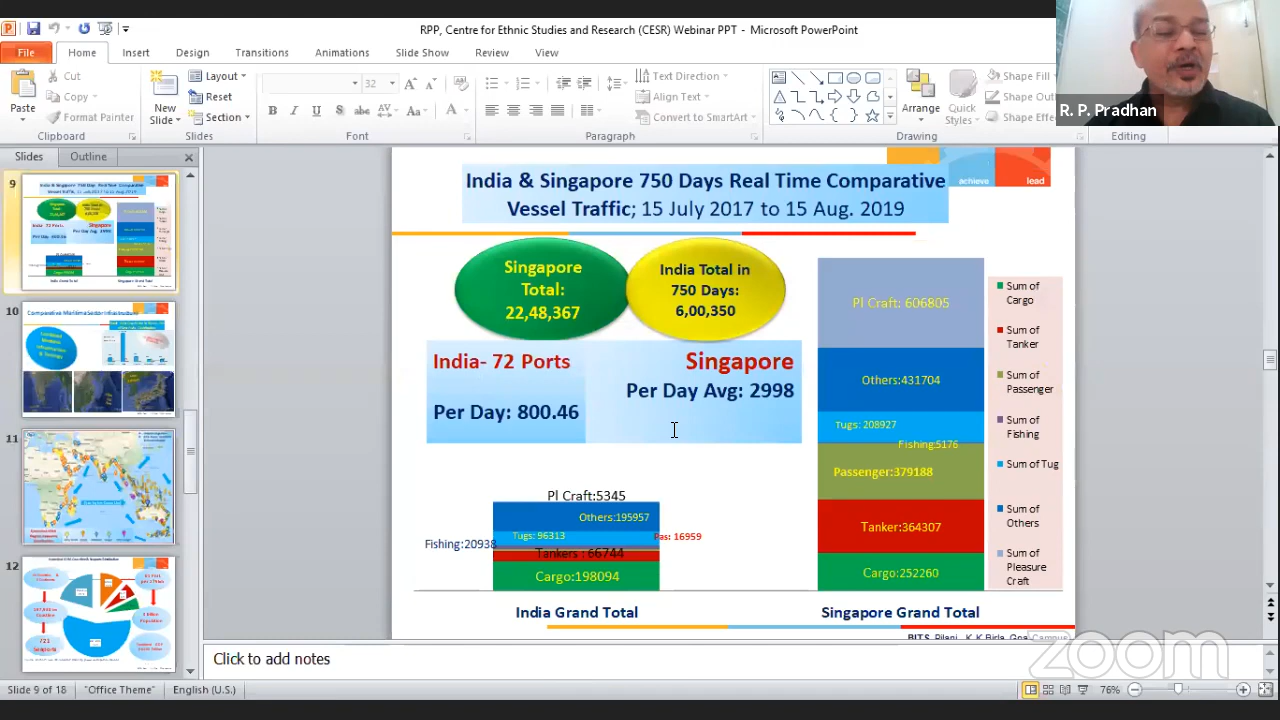 RPP, Centre for Ethnic Studies and Research (CESR) Webinar PPT - Microsoft PowerPoint
File Home Insert Design Transitions Animations Slide Show Review View
Paste
Cut
Copy
Format Painter
Clipboard
New
Slide
Layout
Reset
Section
Slides
32
Font
Text Direction
Align Text
Convert to SmartArt
Paragraph
Arrange
Quick
Styles
Shape Fill
Shape Effe
Drawing
Editing
R. P. Pradhan
Slides Outline
9
10
11
12
achieve lead
India & Singapore 750 Days Real Time Comparative
Vessel Traffic; 15 July 2017 to 15 Aug. 2019
Singapore
Total:
22,48,367
India Total in
750 Days:
6,00,350
India- 72 Ports
Per Day: 800.46
Singapore
Per Day Avg: 2998
Pl Craft:5345
Others:195957
Tugs: 96313
Pas: 16959
Fishing:20938
Tankers : 66744
Cargo:198094
India Grand Total
Pl Craft: 606805
Others:431704
Tugs: 208927
Fishing:5176
Passenger:379188
Tanker:364307
Cargo:252260
Singapore Grand Total
Sum of
Cargo
Sum of
Tanker
Sum of
Passenger
Sum of
Fishing
Sum of Tug
Sum of
Others
Sum of
Pleasure
Craft
BITS Pilani, K K Birla Goa Campus
zoom
Click to add notes
Slide 9 of 18 "Office Theme" English (U.S.) 76%